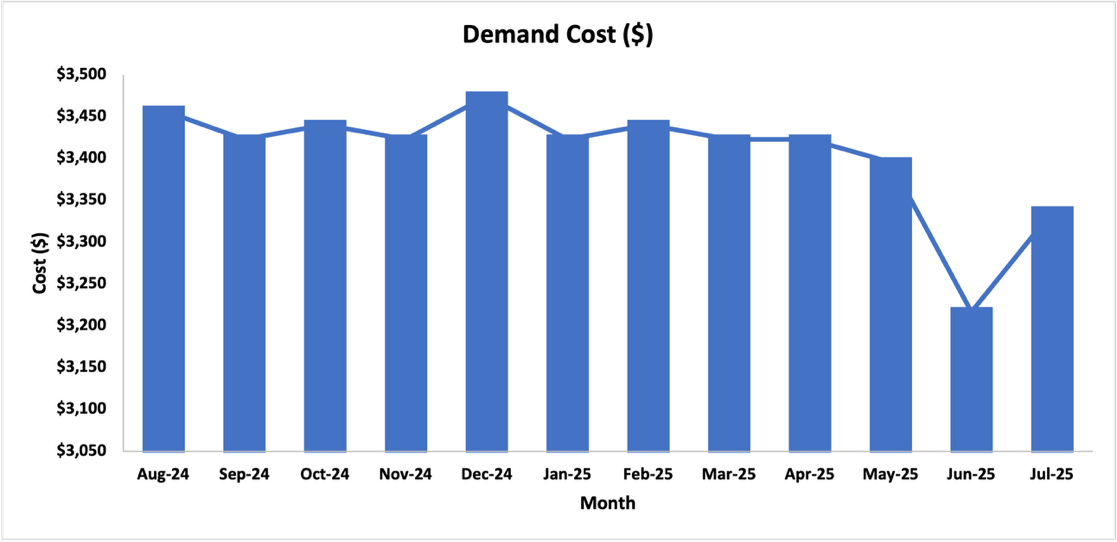 Demand Cost ($)
$3,500
$3,450
$3,400
$3,350
$3,300
$3,250
$3,200
$3,150
$3,100
$3,050
Cost ($)
Aug-24 Sep-24 Oct-24 Nov-24 Dec-24 Jan-25 Feb-25 Mar-25 Apr-25 May-25 Jun-25 Jul-25
Month